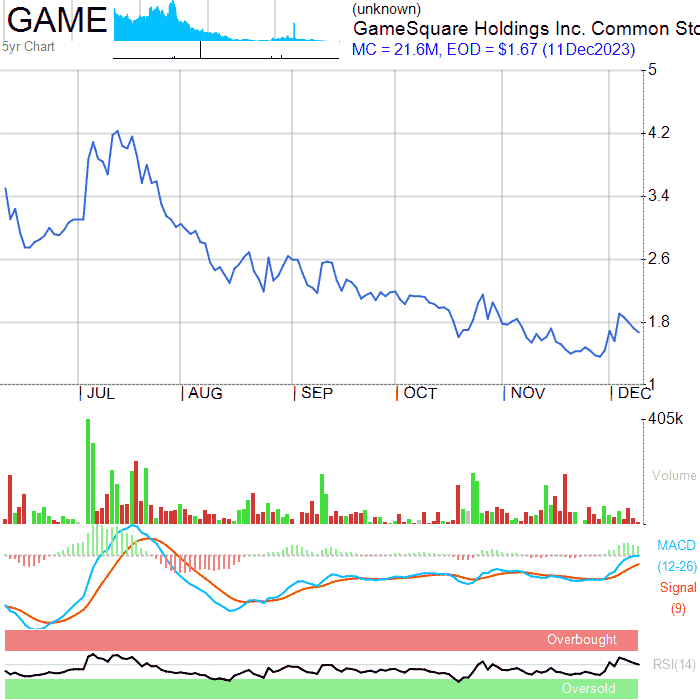 GAME
5yr Chart
(unknown)
GameSquare Holdings Inc. Common Sto
MC = 21.6M, EOD = $1.67 (11Dec2023)
5
4.2
3.4
2.6
1.8
1
JUL
AUG
SEP
OCT
NOV
DEC
405k
Volume
MACD
(12-26)
Signal
(9)
Overbought
RSI(14)
Oversold